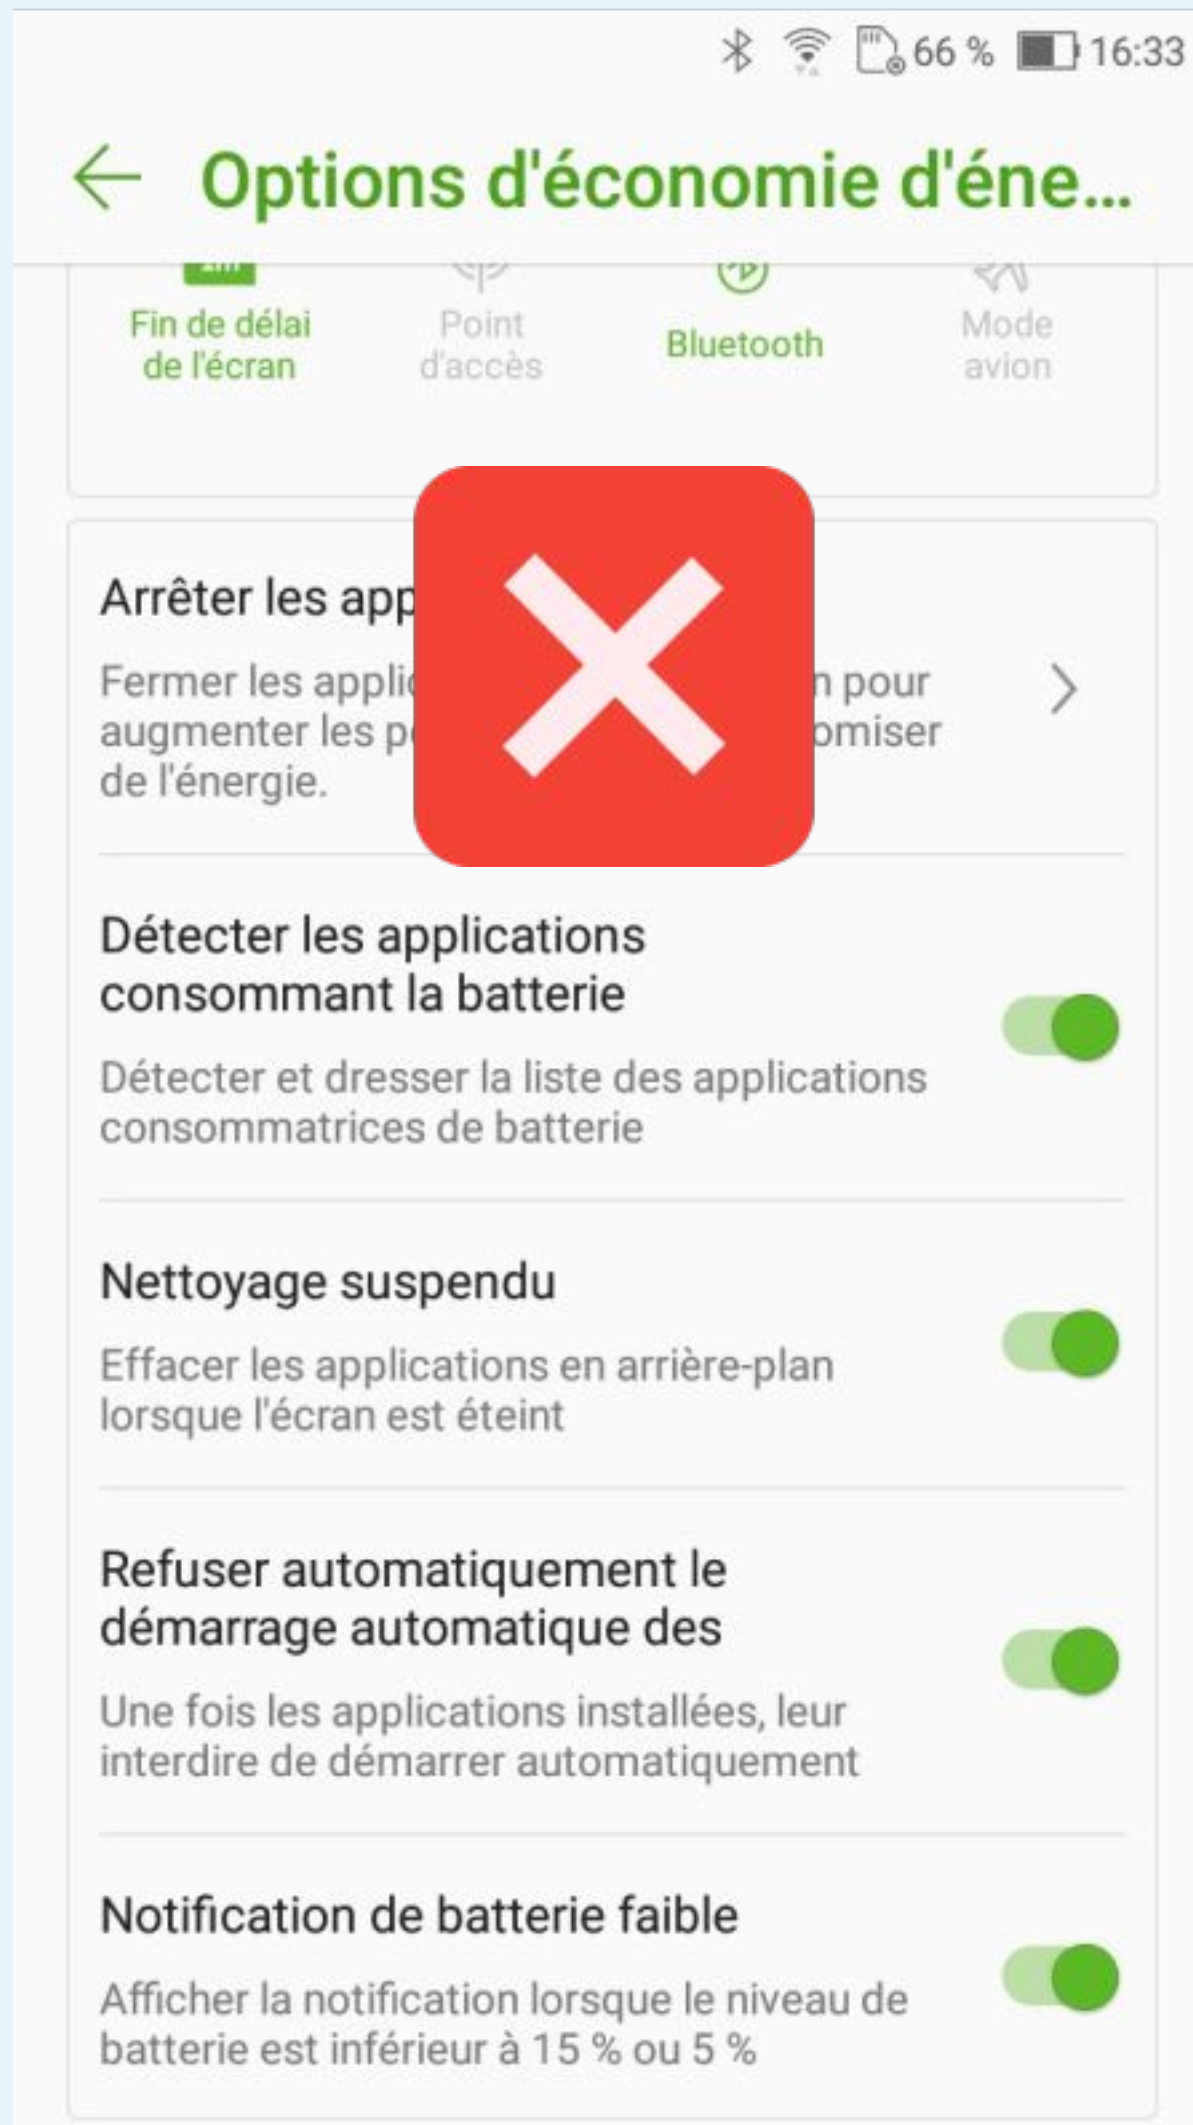 66 % 16:33
Options d'économie d'éne...
Fin de délai
de l'écran
Point
d'accès
Bluetooth
Mode
avion
Arrêter les
Fermer les
n pour
augmenter les
omiser
de l'énergie.
Détecter les applications
consommant la batterie
Détecter et dresser la liste des applications
consommatrices de batterie
Nettoyage suspendu
Effacer les applications en arrière-plan
lorsque l'écran est éteint
Refuser automatiquement le
démarrage automatique des
Une fois les applications installées, leur
interdire de démarrer automatiquement
Notification de batterie faible
Afficher la notification lorsque le niveau de
batterie est inférieur à 15 % ou 5 %